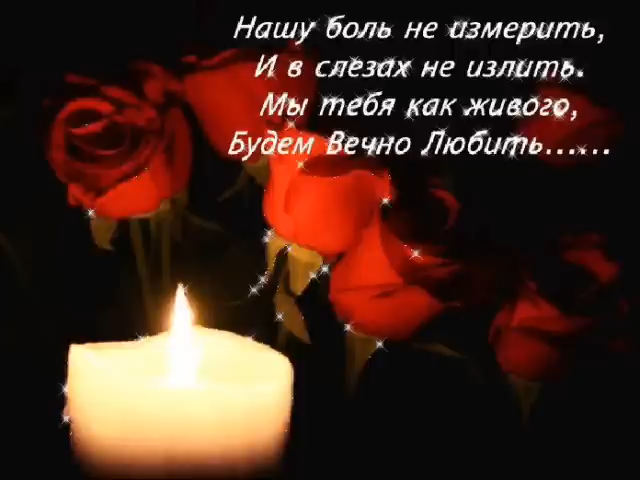 Нашу боль не измерить,
И в слезах не излить.
Мы тебя как живого,
Будем Вечно Любить......